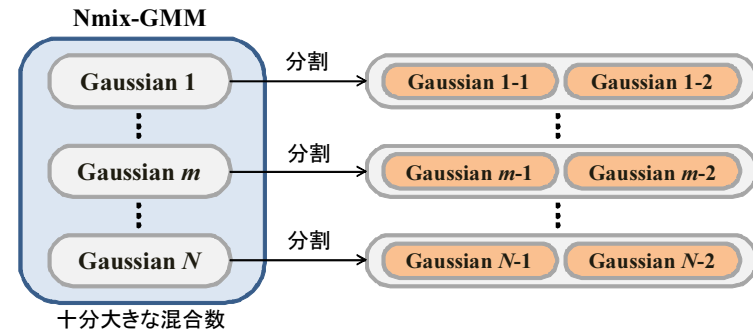 Nmix-GMM
Gaussian 1
分割
Gaussian 1-1
Gaussian 1-2
Gaussian m
分割
Gaussian m-1
Gaussian m-2
Gaussian N
分割
Gaussian N-1
Gaussian N-2
十分大きな混合数